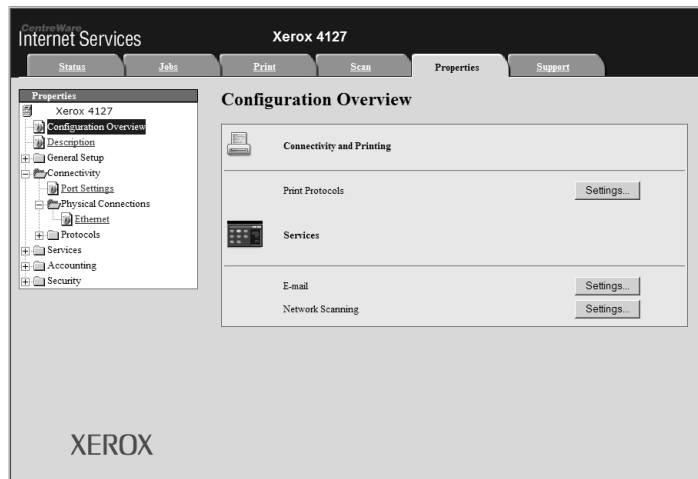 CentreWare
Internet Services
Xerox 4127
Status
Jobs
Print
Scan
Properties
Support
Properties
Xerox 4127
Configuration Overview
Description
General Setup
Connectivity
Port Settings
Physical Connections
Ethernet
Protocols
Services
Accounting
Security
Configuration Overview
Connectivity and Printing
Print Protocols
Settings...
Services
E-mail
Settings...
Network Scanning
Settings...
XEROX